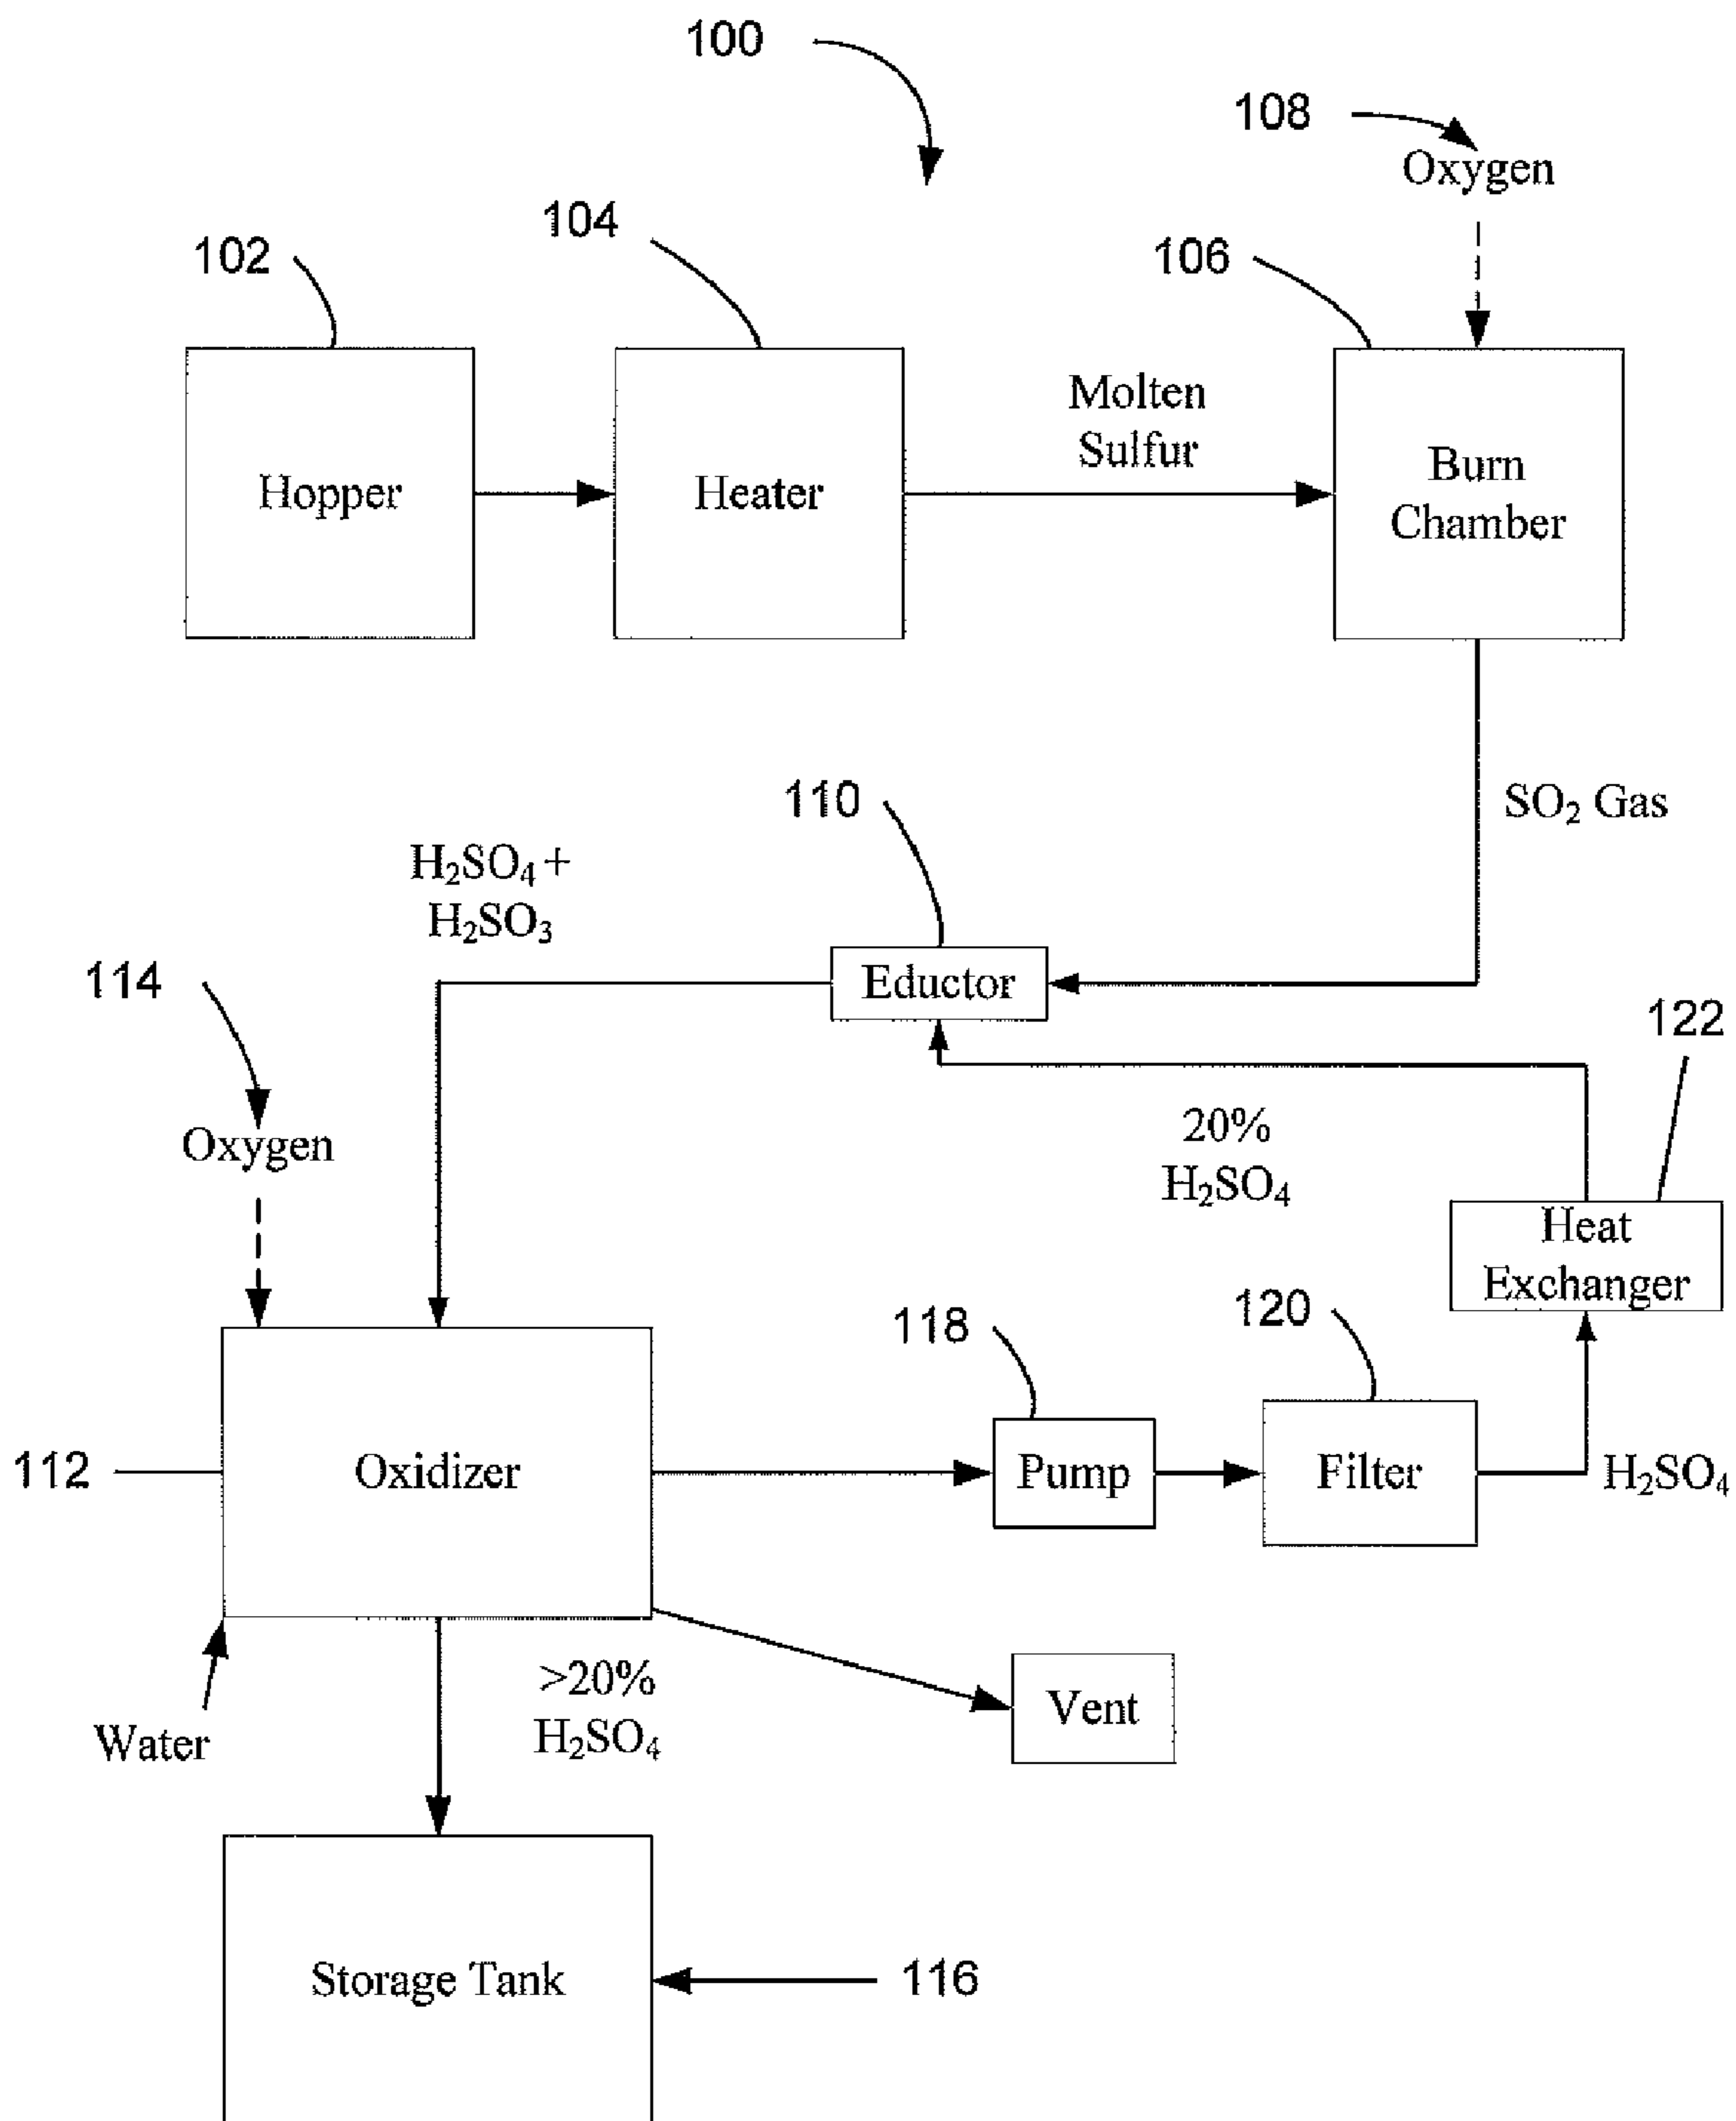 100
108
Oxygen
104
102
106
Molten
Sulfur
Hopper
Heater
Burn
Chamber
110
SO₂ Gas
H₂SO₄ +
H₂SO₃
114
Eductor
122
Oxygen
20%
H₂SO₄
Heat
Exchanger
118
120
112
Oxidizer
Pump
Filter
H₂SO₄
>20%
H₂SO₄
Vent
Water
Storage Tank
116